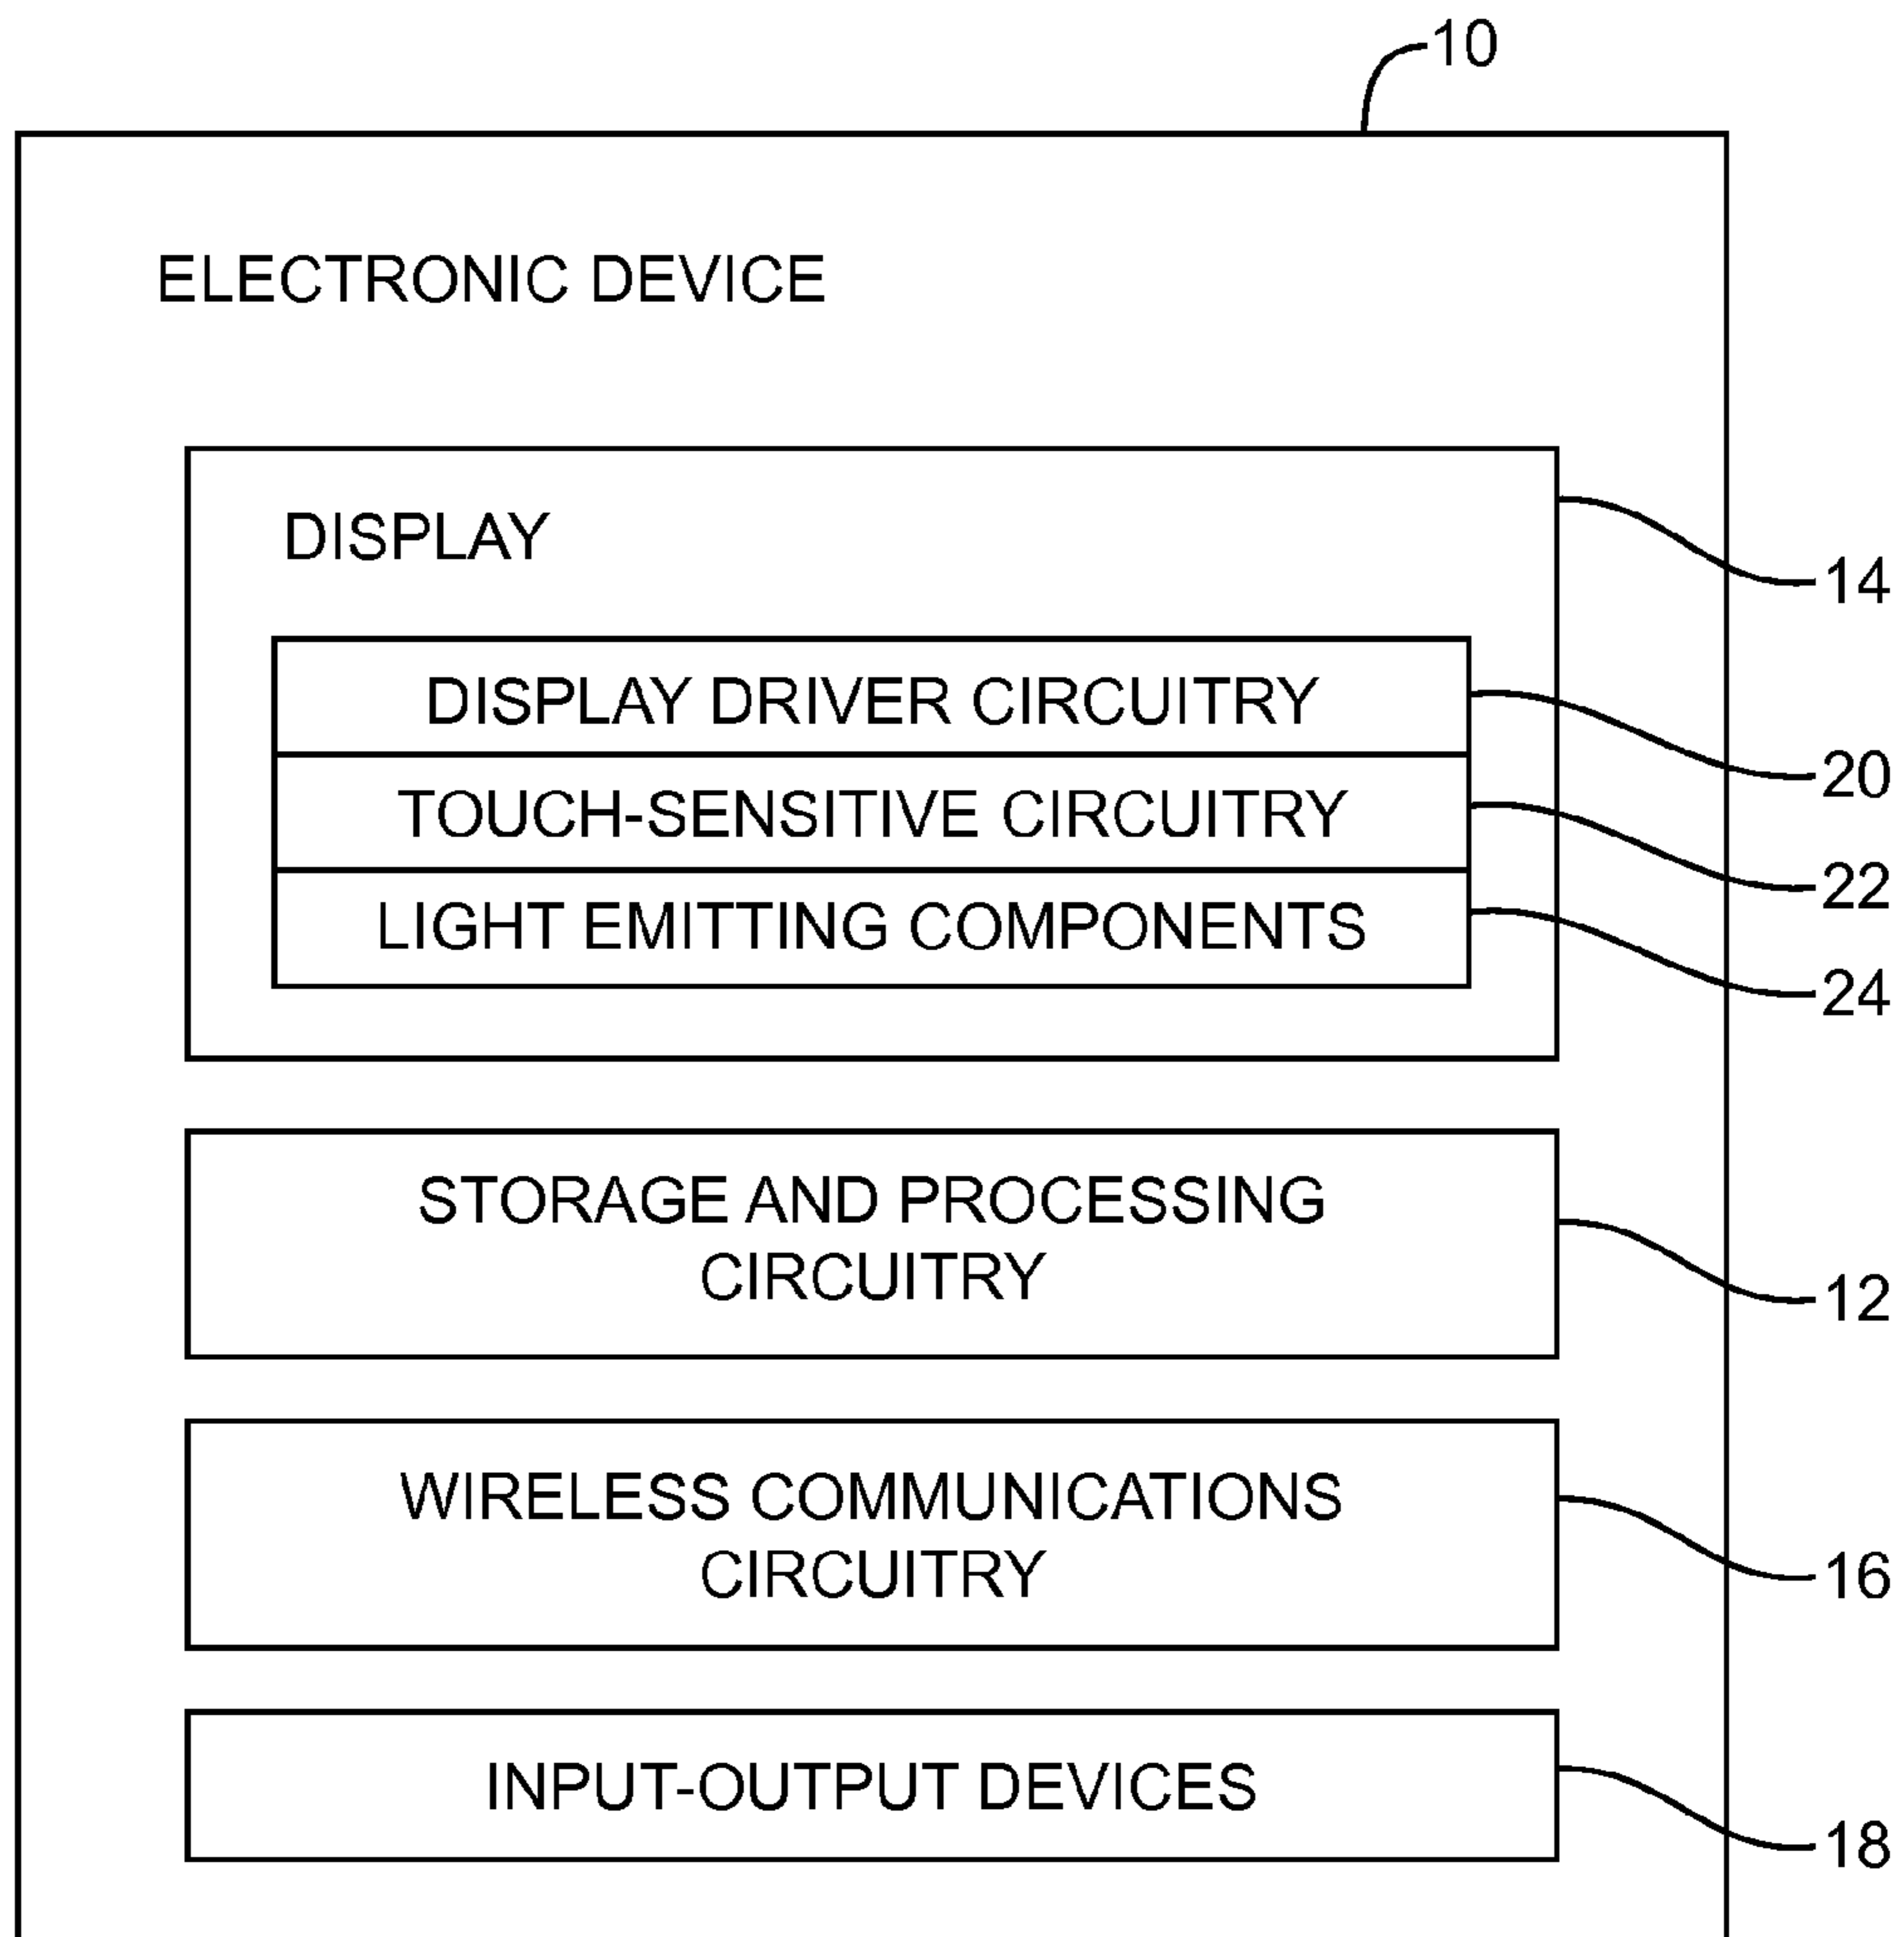 10
ELECTRONIC DEVICE
DISPLAY
14
DISPLAY DRIVER CIRCUITRY
20
TOUCH-SENSITIVE CIRCUITRY
22
LIGHT EMITTING COMPONENTS
24
STORAGE AND PROCESSING
CIRCUITRY
12
WIRELESS COMMUNICATIONS
CIRCUITRY
16
INPUT-OUTPUT DEVICES
18